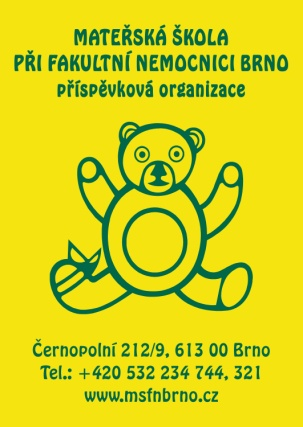 MATEŘSKÁ ŠKOLA
PŘI FAKULTNÍ NEMOCNICI BRNO
příspěvková organizace
Černopolní 212/9, 613 00 Brno
Tel.: +420 532 234 744, 321
www.msfnbrno.cz